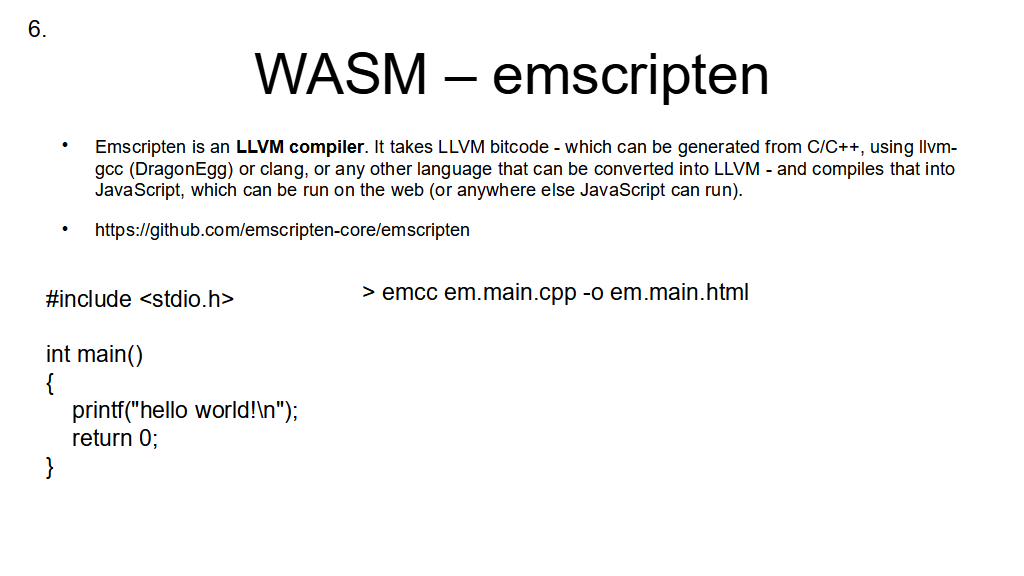 6.
WASM – emscripten
• Emscripten is an LLVM compiler. It takes LLVM bitcode - which can be generated from C/C++, using llvm-
gcc (DragonEgg) or clang, or any other language that can be converted into LLVM - and compiles that into
JavaScript, which can be run on the web (or anywhere else JavaScript can run).
• https://github.com/emscripten-core/emscripten
#include <stdio.h>
int main()
{
printf("hello world!\n");
return 0;
}
> emcc em.main.cpp -o em.main.html